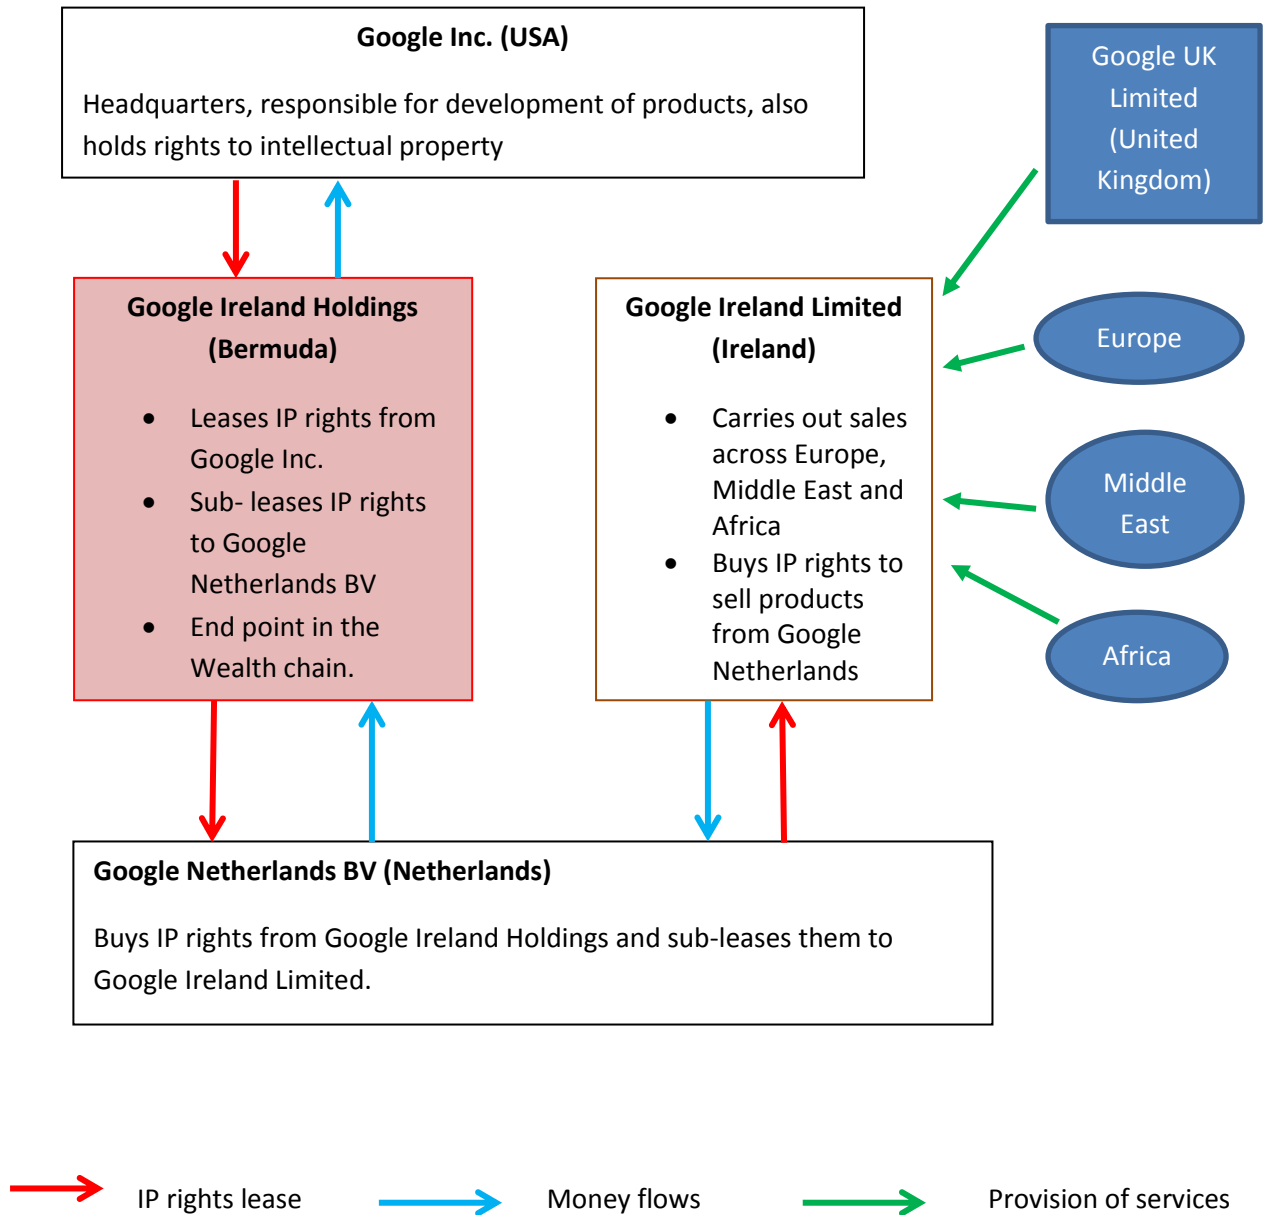 Google Inc. (USA)
Headquarters, responsible for development of products, also
holds rights to intellectual property
Google UK
Limited
(United
Kingdom)
Google Ireland Holdings
(Bermuda)
• Leases IP rights from
Google Inc.
• Sub- leases IP rights
to Google
Netherlands BV
• End point in the
Wealth chain.
Google Ireland Limited
(Ireland)
• Carries out sales
across Europe,
Middle East and
Africa
• Buys IP rights to
sell products
from Google
Netherlands
Europe
Middle
East
Africa
Google Netherlands BV (Netherlands)
Buys IP rights from Google Ireland Holdings and sub-leases them to
Google Ireland Limited.
IP rights lease
Money flows
Provision of services